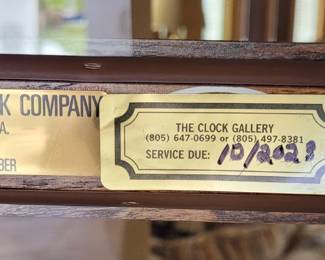 K COMPANY
A.
BER
THE CLOCK GALLERY
(805) 647-0699 or (805) 497-8381
SERVICE DUE: 10/2023